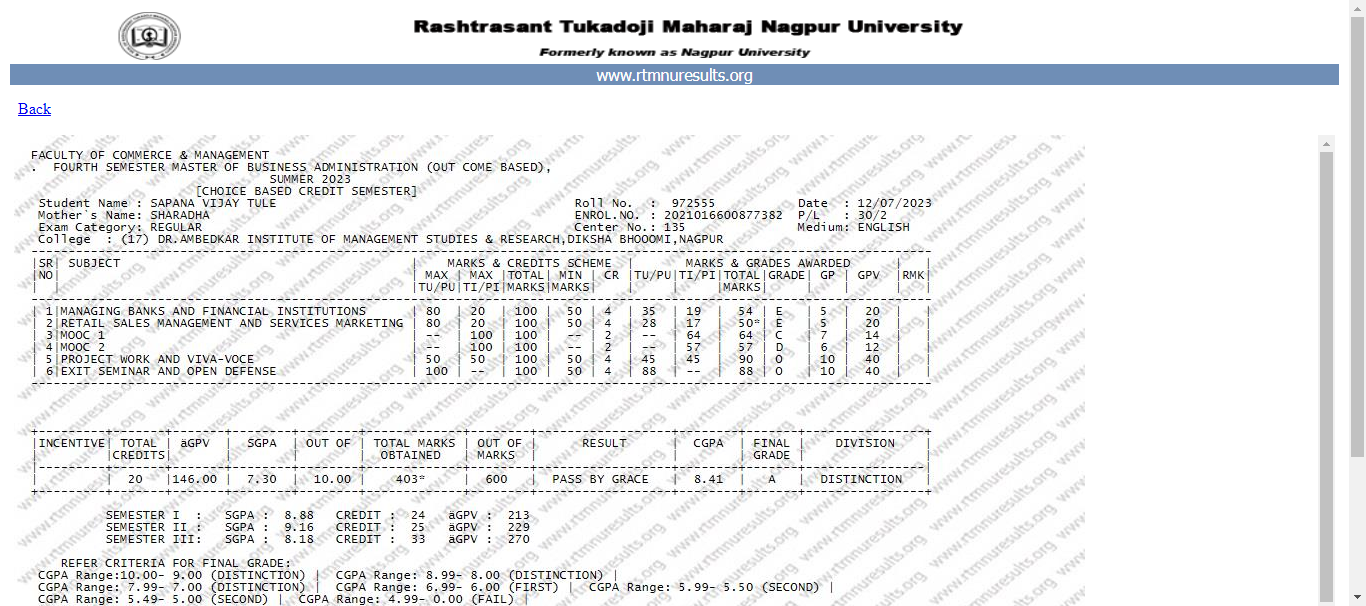 Rashtrasant Tukadoji Maharaj Nagpur University
Formerly known as Nagpur University
www.rtmnuresults.org
Back
FACULTY OF COMMERCE & MANAGEMENT
. FOURTH SEMESTER MASTER OF BUSINESS ADMINISTRATION (OUT COME BASED),
SUMMER 2023
[CHOICE BASED CREDIT SEMESTER]
Student Name : SAPANA VIJAY TULE Roll No. : 972555 Date : 12/07/2023
Mother`s Name: SHARADHA ENROL.NO. : 2021016600877382 P/L : 30/2
Exam Category: REGULAR Center No.: 135 Medium: ENGLISH
College : (17) DR.AMBEDKAR INSTITUTE OF MANAGEMENT STUDIES & RESEARCH,DIKSHA BHOOOMI,NAGPUR
|SR| SUBJECT | MARKS & CREDITS SCHEME | MARKS & GRADES AWARDED | |
|NO| | MAX | MAX |TOTAL| MIN | CR |TU/PU|TI/PI|TOTAL|GRADE| GP | GPV |RMK|
| | |TU/PU|TI/PI|MARKS|MARKS| | | |MARKS| | | | |
| 1|MANAGING BANKS AND FINANCIAL INSTITUTIONS | 80 | 20 | 100 | 50 | 4 | 35 | 19 | 54 | E | 5 | 20 | |
| 2|RETAIL SALES MANAGEMENT AND SERVICES MARKETING | 80 | 20 | 100 | 50 | 4 | 28 | 17 | 50* | E | 5 | 20 | |
| 3|MOOC 1 | -- | 100 | 100 | -- | 2 | -- | 64 | 64 | C | 7 | 14 | |
| 4|MOOC 2 | -- | 100 | 100 | -- | 2 | -- | 57 | 57 | D | 6 | 12 | |
| 5|PROJECT WORK AND VIVA-VOCE | 50 | 50 | 100 | 50 | 4 | 45 | 45 | 90 | O | 10 | 40 | |
| 6|EXIT SEMINAR AND OPEN DEFENSE | 100 | -- | 100 | 50 | 4 | 88 | -- | 88 | O | 10 | 40 | |
|INCENTIVE| TOTAL | äGPV | SGPA | OUT OF | TOTAL MARKS | OUT OF | RESULT | CGPA | FINAL | DIVISION |
| |CREDITS| | | | OBTAINED | MARKS | | | GRADE | |
| | 20 |146.00 | 7.30 | 10.00 | 403* | 600 | PASS BY GRACE | 8.41 | A | DISTINCTION |
SEMESTER I : SGPA : 8.88 CREDIT : 24 äGPV : 213
SEMESTER II : SGPA : 9.16 CREDIT : 25 äGPV : 229
SEMESTER III: SGPA : 8.18 CREDIT : 33 äGPV : 270
REFER CRITERIA FOR FINAL GRADE:
CGPA Range:10.00- 9.00 (DISTINCTION) | CGPA Range: 8.99- 8.00 (DISTINCTION) |
CGPA Range: 7.99- 7.00 (DISTINCTION) | CGPA Range: 6.99- 6.00 (FIRST) | CGPA Range: 5.99- 5.50 (SECOND) |
CGPA Range: 5.49- 5.00 (SECOND) | CGPA Range: 4.99- 0.00 (FAIL) |